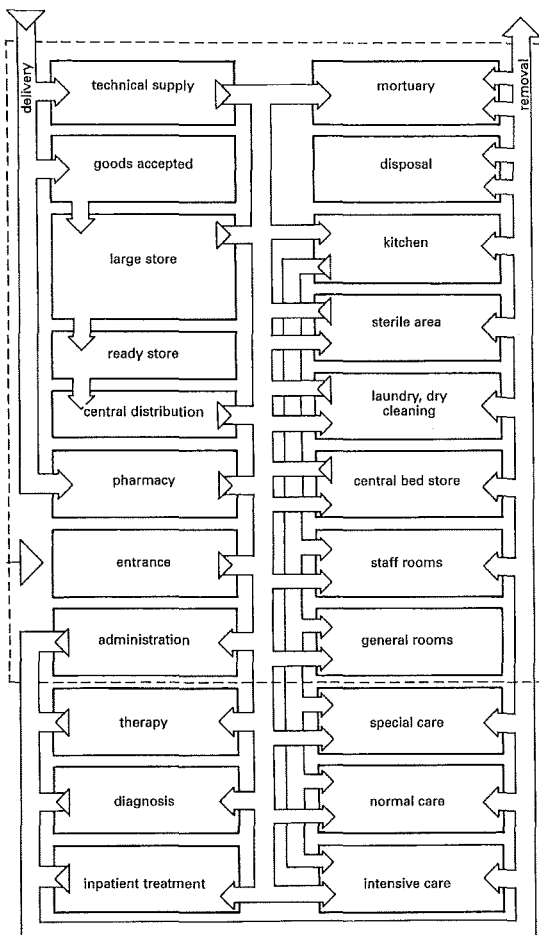 delivery
removal
technical supply
mortuary
goods accepted
disposal
large store
kitchen
sterile area
ready store
central distribution
laundry, dry
cleaning
pharmacy
central bed store
entrance
staff rooms
administration
general rooms
therapy
special care
diagnosis
normal care
inpatient treatment
intensive care